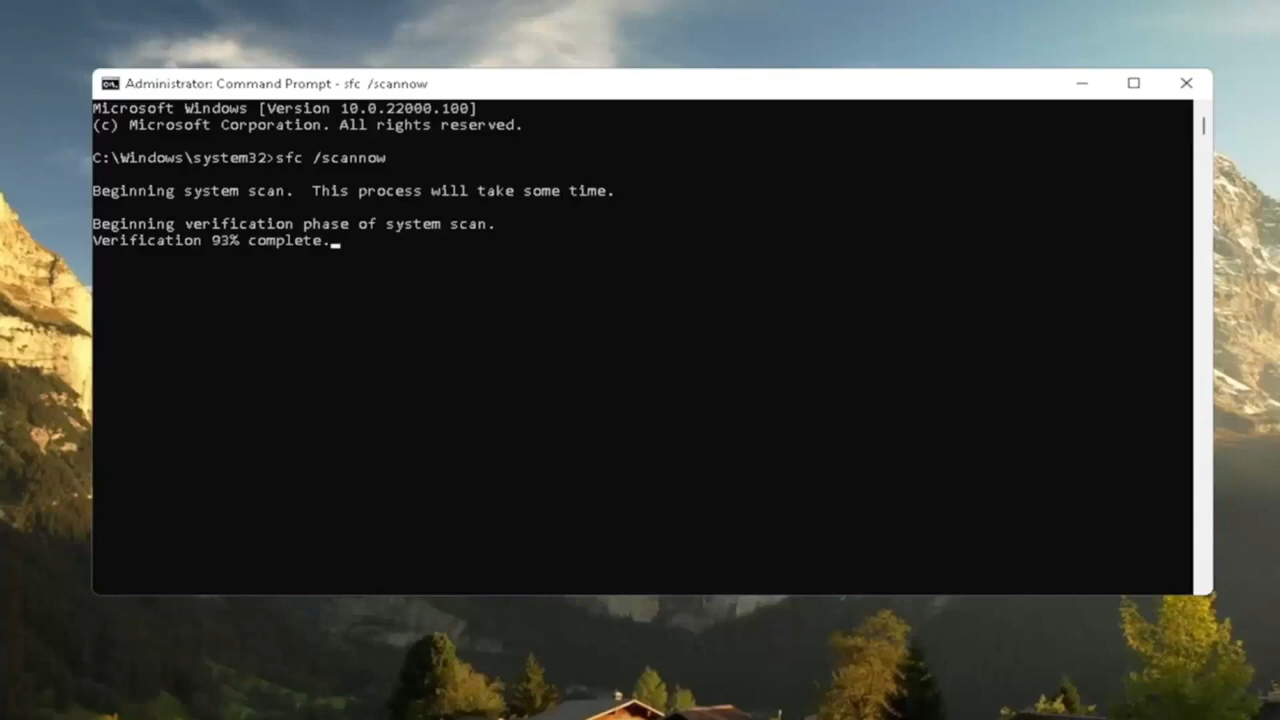 Administrator: Command Prompt - sfc  /scannow
Microsoft Windows [Version 10.0.22000.100]
(c) Microsoft Corporation. All rights reserved.
C:\Windows\system32>sfc /scannow
Beginning system scan.  This process will take some time.
Beginning verification phase of system scan.
Verification 93% complete.